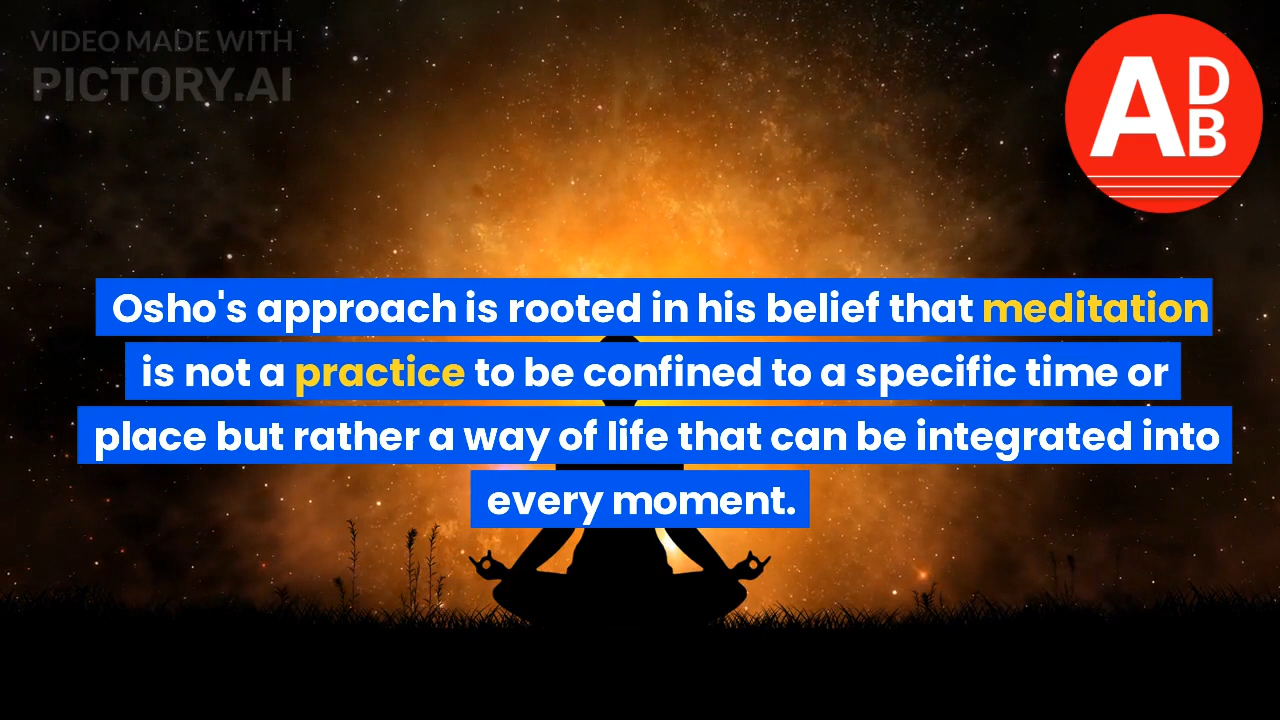 VIDEO MADE WITH
PICTORY.AI
ADB
Osho's approach is rooted in his belief that meditation
is not a practice to be confined to a specific time or
place but rather a way of life that can be integrated into
every moment.